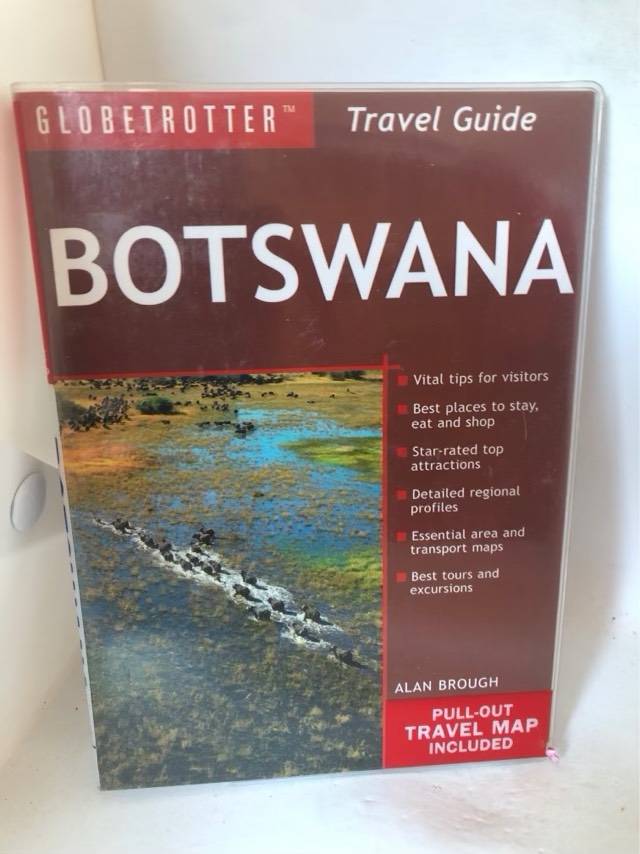 GLOBETROTTER™ Travel Guide
BOTSWANA
Vital tips for visitors
Best places to stay,
eat and shop
Star-rated top
attractions
Detailed regional
profiles
Essential area and
transport maps
Best tours and
excursions
ALAN BROUGH
PULL-OUT
TRAVEL MAP
INCLUDED